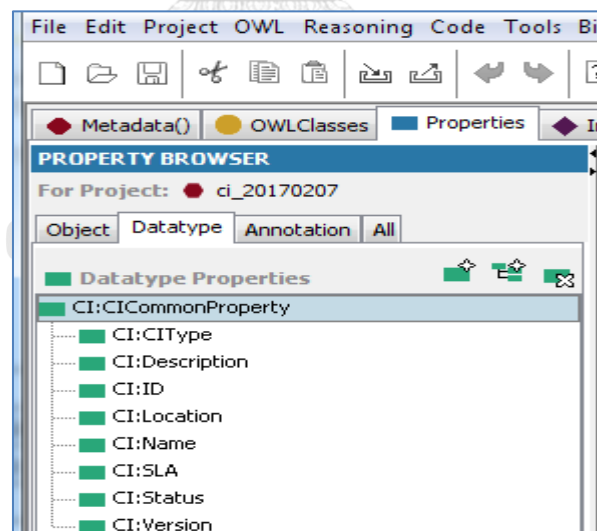 File Edit Project OWL Reasoning Code Tools
Metadata() OWLClasses Properties
PROPERTY BROWSER
For Project: ci_20170207
Object Datatype Annotation All
Datatype Properties
CI:CICommonProperty
CI:CIType
CI:Description
CI:ID
CI:Location
CI:Name
CI:SLA
CI:Status
CI:Version